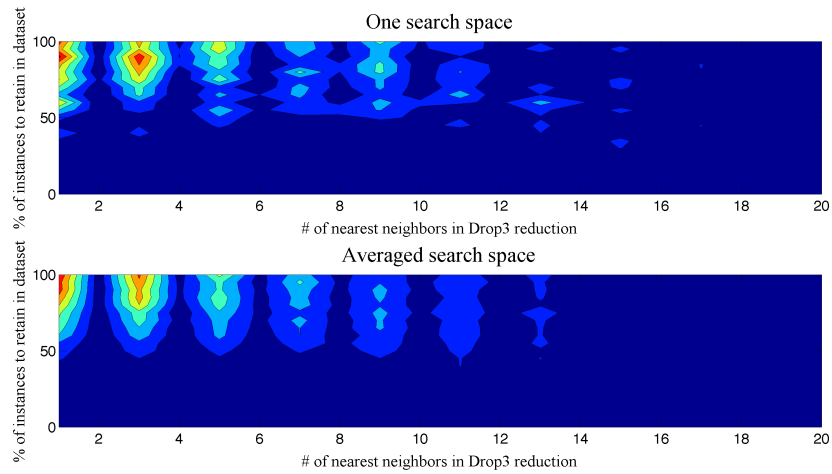 One search space
% of instances to retain in dataset
100
50
0
2 4 6 8 10 12 14 16 18 20
# of nearest neighbors in Drop3 reduction
Averaged search space
% of instances to retain in dataset
100
50
0
2 4 6 8 10 12 14 16 18 20
# of nearest neighbors in Drop3 reduction